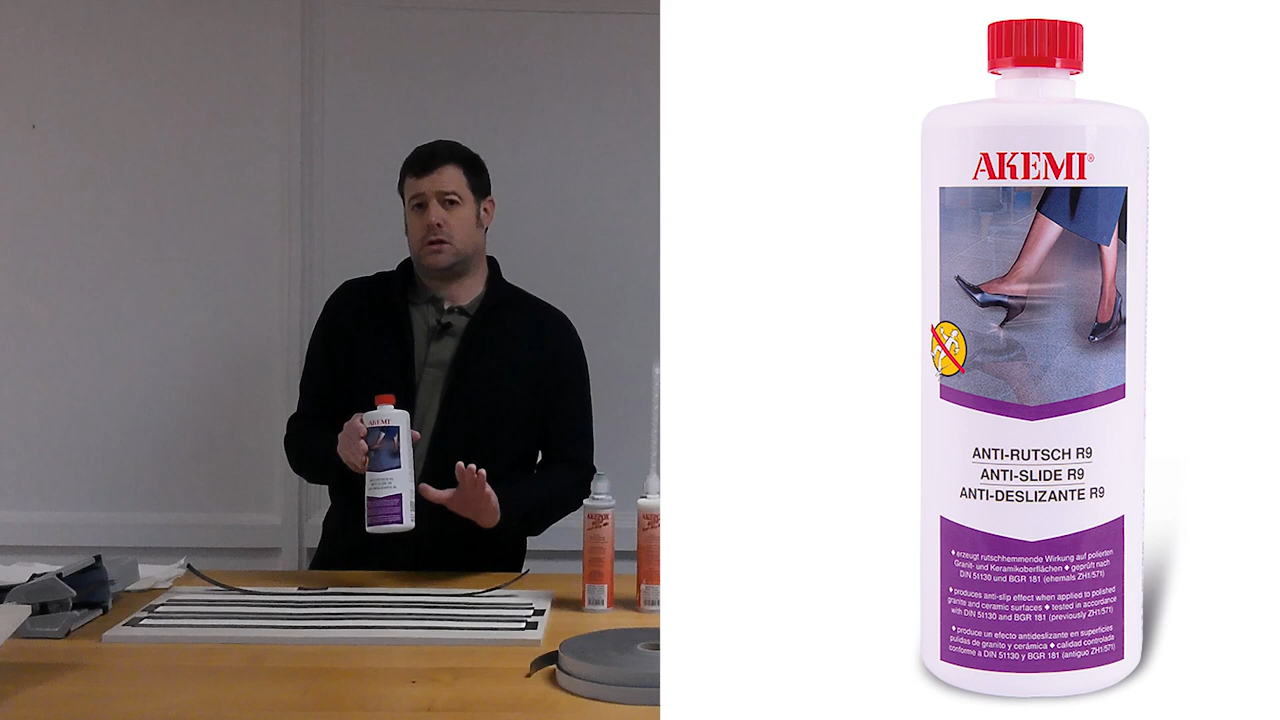 AKEMI
AKEMI®
ANTI-RUTSCH R9
ANTI-SLIDE R9
ANTI-DESLIZANTE R9
♦ erzeugt rutschhemmende Wirkung auf polierten
Granit- und Keramikoberflächen ♦ geprüft nach
DIN 51130 und BGR 181 (ehemals ZH1/571)
♦ produces anti-slip effect when applied to polished
granite and ceramic surfaces ♦ tested in accordance
with DIN 51130 and BGR 181 (previously ZH1/571)
♦ produce un efecto antideslizante en superficies
pulidas de granito y cerámica ♦ calidad controlada
conforme a DIN 51130 y BGR 181 (antiguo ZH1/571)